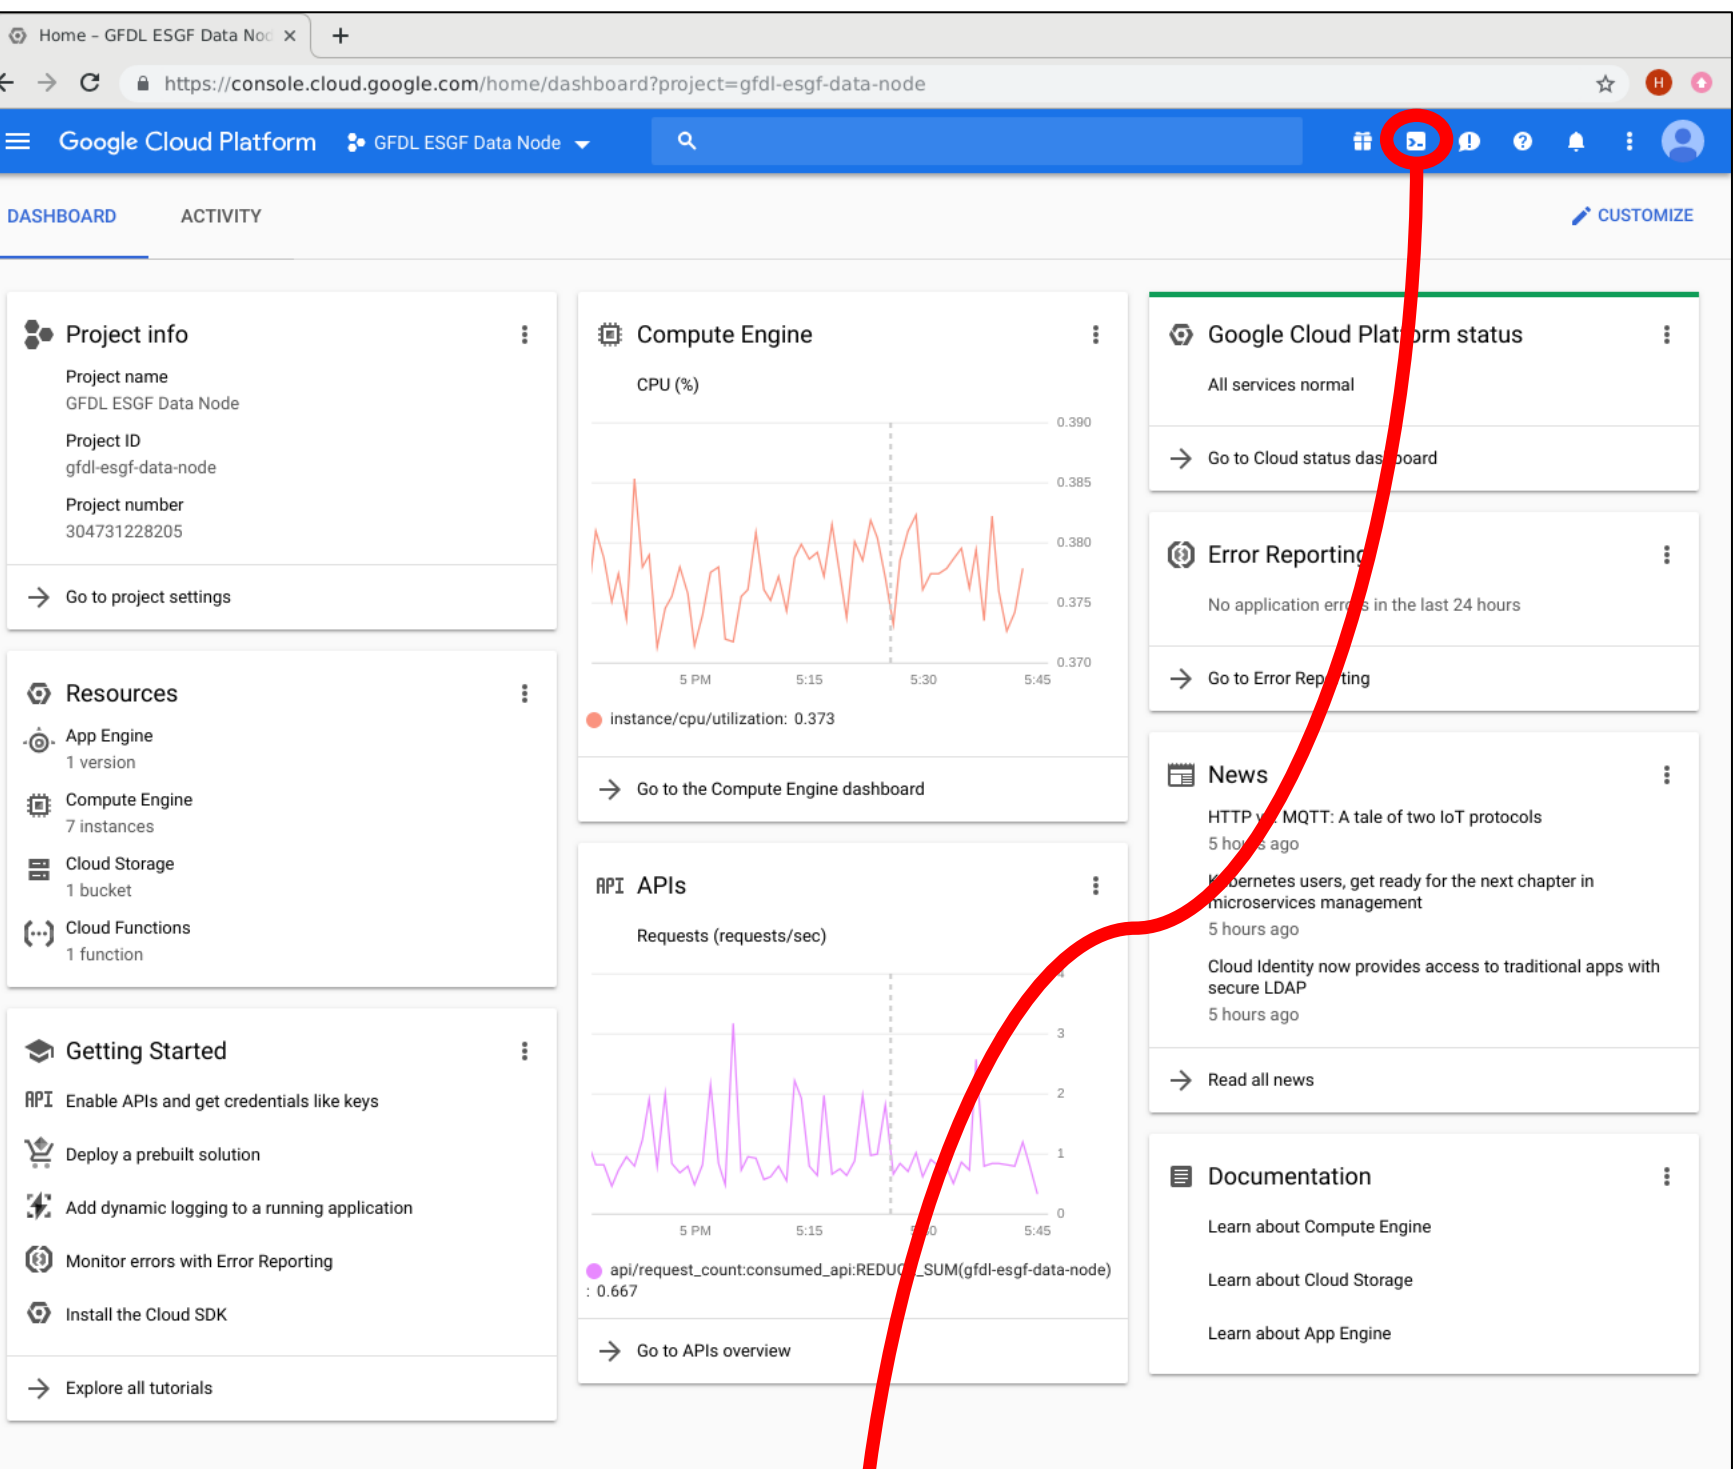 Home - GFDL ESGF Data Nod
https://console.cloud.google.com/home/dashboard?project=gfdl-esgf-data-node
H
Google Cloud Platform
GFDL ESGF Data Node
DASHBOARD
ACTIVITY
CUSTOMIZE
Project info
Project name
GFDL ESGF Data Node
Project ID
gfdl-esgf-data-node
Project number
304731228205
Go to project settings
Resources
App Engine
1 version
Compute Engine
7 instances
Cloud Storage
1 bucket
Cloud Functions
1 function
Getting Started
API Enable APIs and get credentials like keys
Deploy a prebuilt solution
Add dynamic logging to a running application
Monitor errors with Error Reporting
Install the Cloud SDK
Explore all tutorials
Compute Engine
CPU (%)
0.390
0.385
0.380
0.375
0.370
5 PM 5:15 5:30 5:45
instance/cpu/utilization: 0.373
Go to the Compute Engine dashboard
API APIs
Requests (requests/sec)
3
2
1
0
5 PM 5:15 5:45
api/request_count:consumed_api:REDUCE_SUM(gfdl-esgf-data-node)
: 0.667
Go to APIs overview
Google Cloud Platform status
All services normal
Go to Cloud status dashboard
Error Reporting
No application errors in the last 24 hours
Go to Error Reporting
News
HTTP vs. MQTT: A tale of two IoT protocols
5 hours ago
Kubernetes users, get ready for the next chapter in
microservices management
5 hours ago
Cloud Identity now provides access to traditional apps with
secure LDAP
5 hours ago
Read all news
Documentation
Learn about Compute Engine
Learn about Cloud Storage
Learn about App Engine